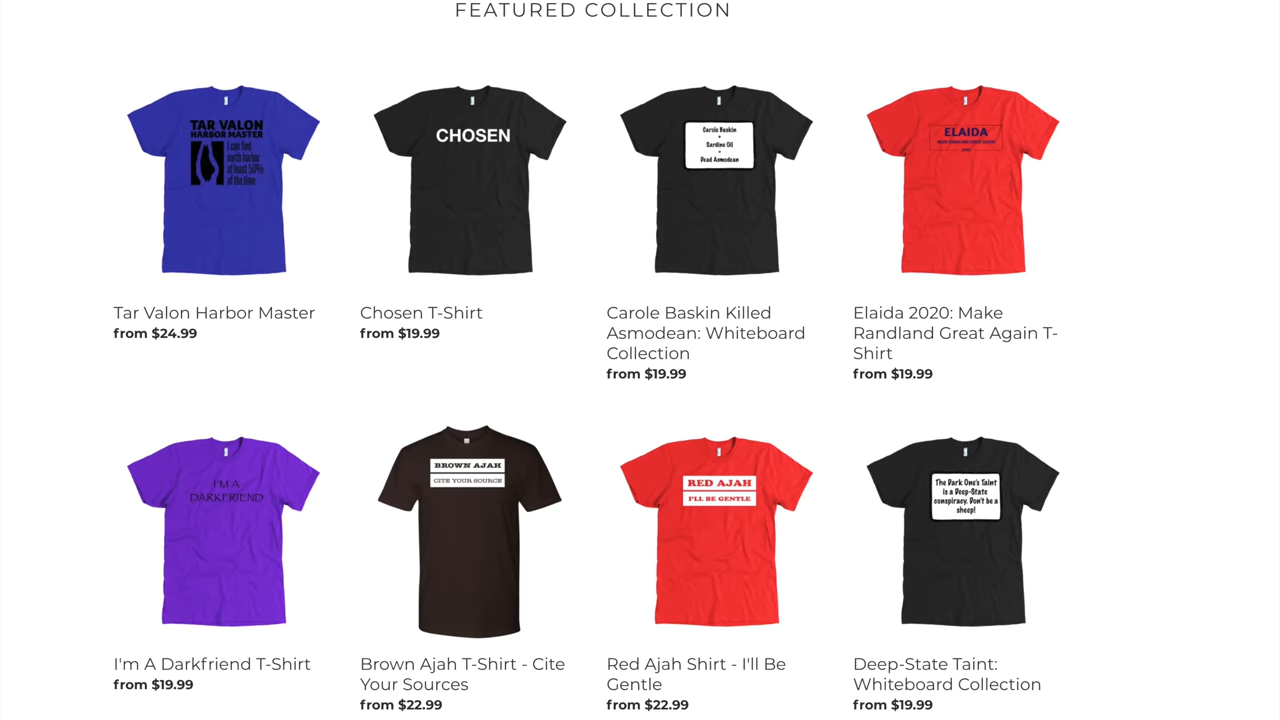 FEATURED COLLECTION
TAR VALON
HARBOR MASTER
I can find
north harbor
at least 50%
of the time
CHOSEN
Carole Baskin
+
Sardine Oil
=
Dead Asmodean
ELAIDA
MAKE RANDLAND GREAT AGAIN!
2020
Tar Valon Harbor Master
from $24.99
Chosen T-Shirt
from $19.99
Carole Baskin Killed
Asmodean: Whiteboard
Collection
from $19.99
Elaida 2020: Make
Randland Great Again T-
Shirt
from $19.99
I'M A
DARKFRIEND
BROWN AJAH
CITE YOUR SOURCE
RED AJAH
I'LL BE GENTLE
The Dark One's Taint
is a Deep-State
conspiracy. Don't be a
sheep!
I'm A Darkfriend T-Shirt
from $19.99
Brown Ajah T-Shirt - Cite
Your Sources
from $22.99
Red Ajah Shirt - I'll Be
Gentle
from $22.99
Deep-State Taint:
Whiteboard Collection
from $19.99